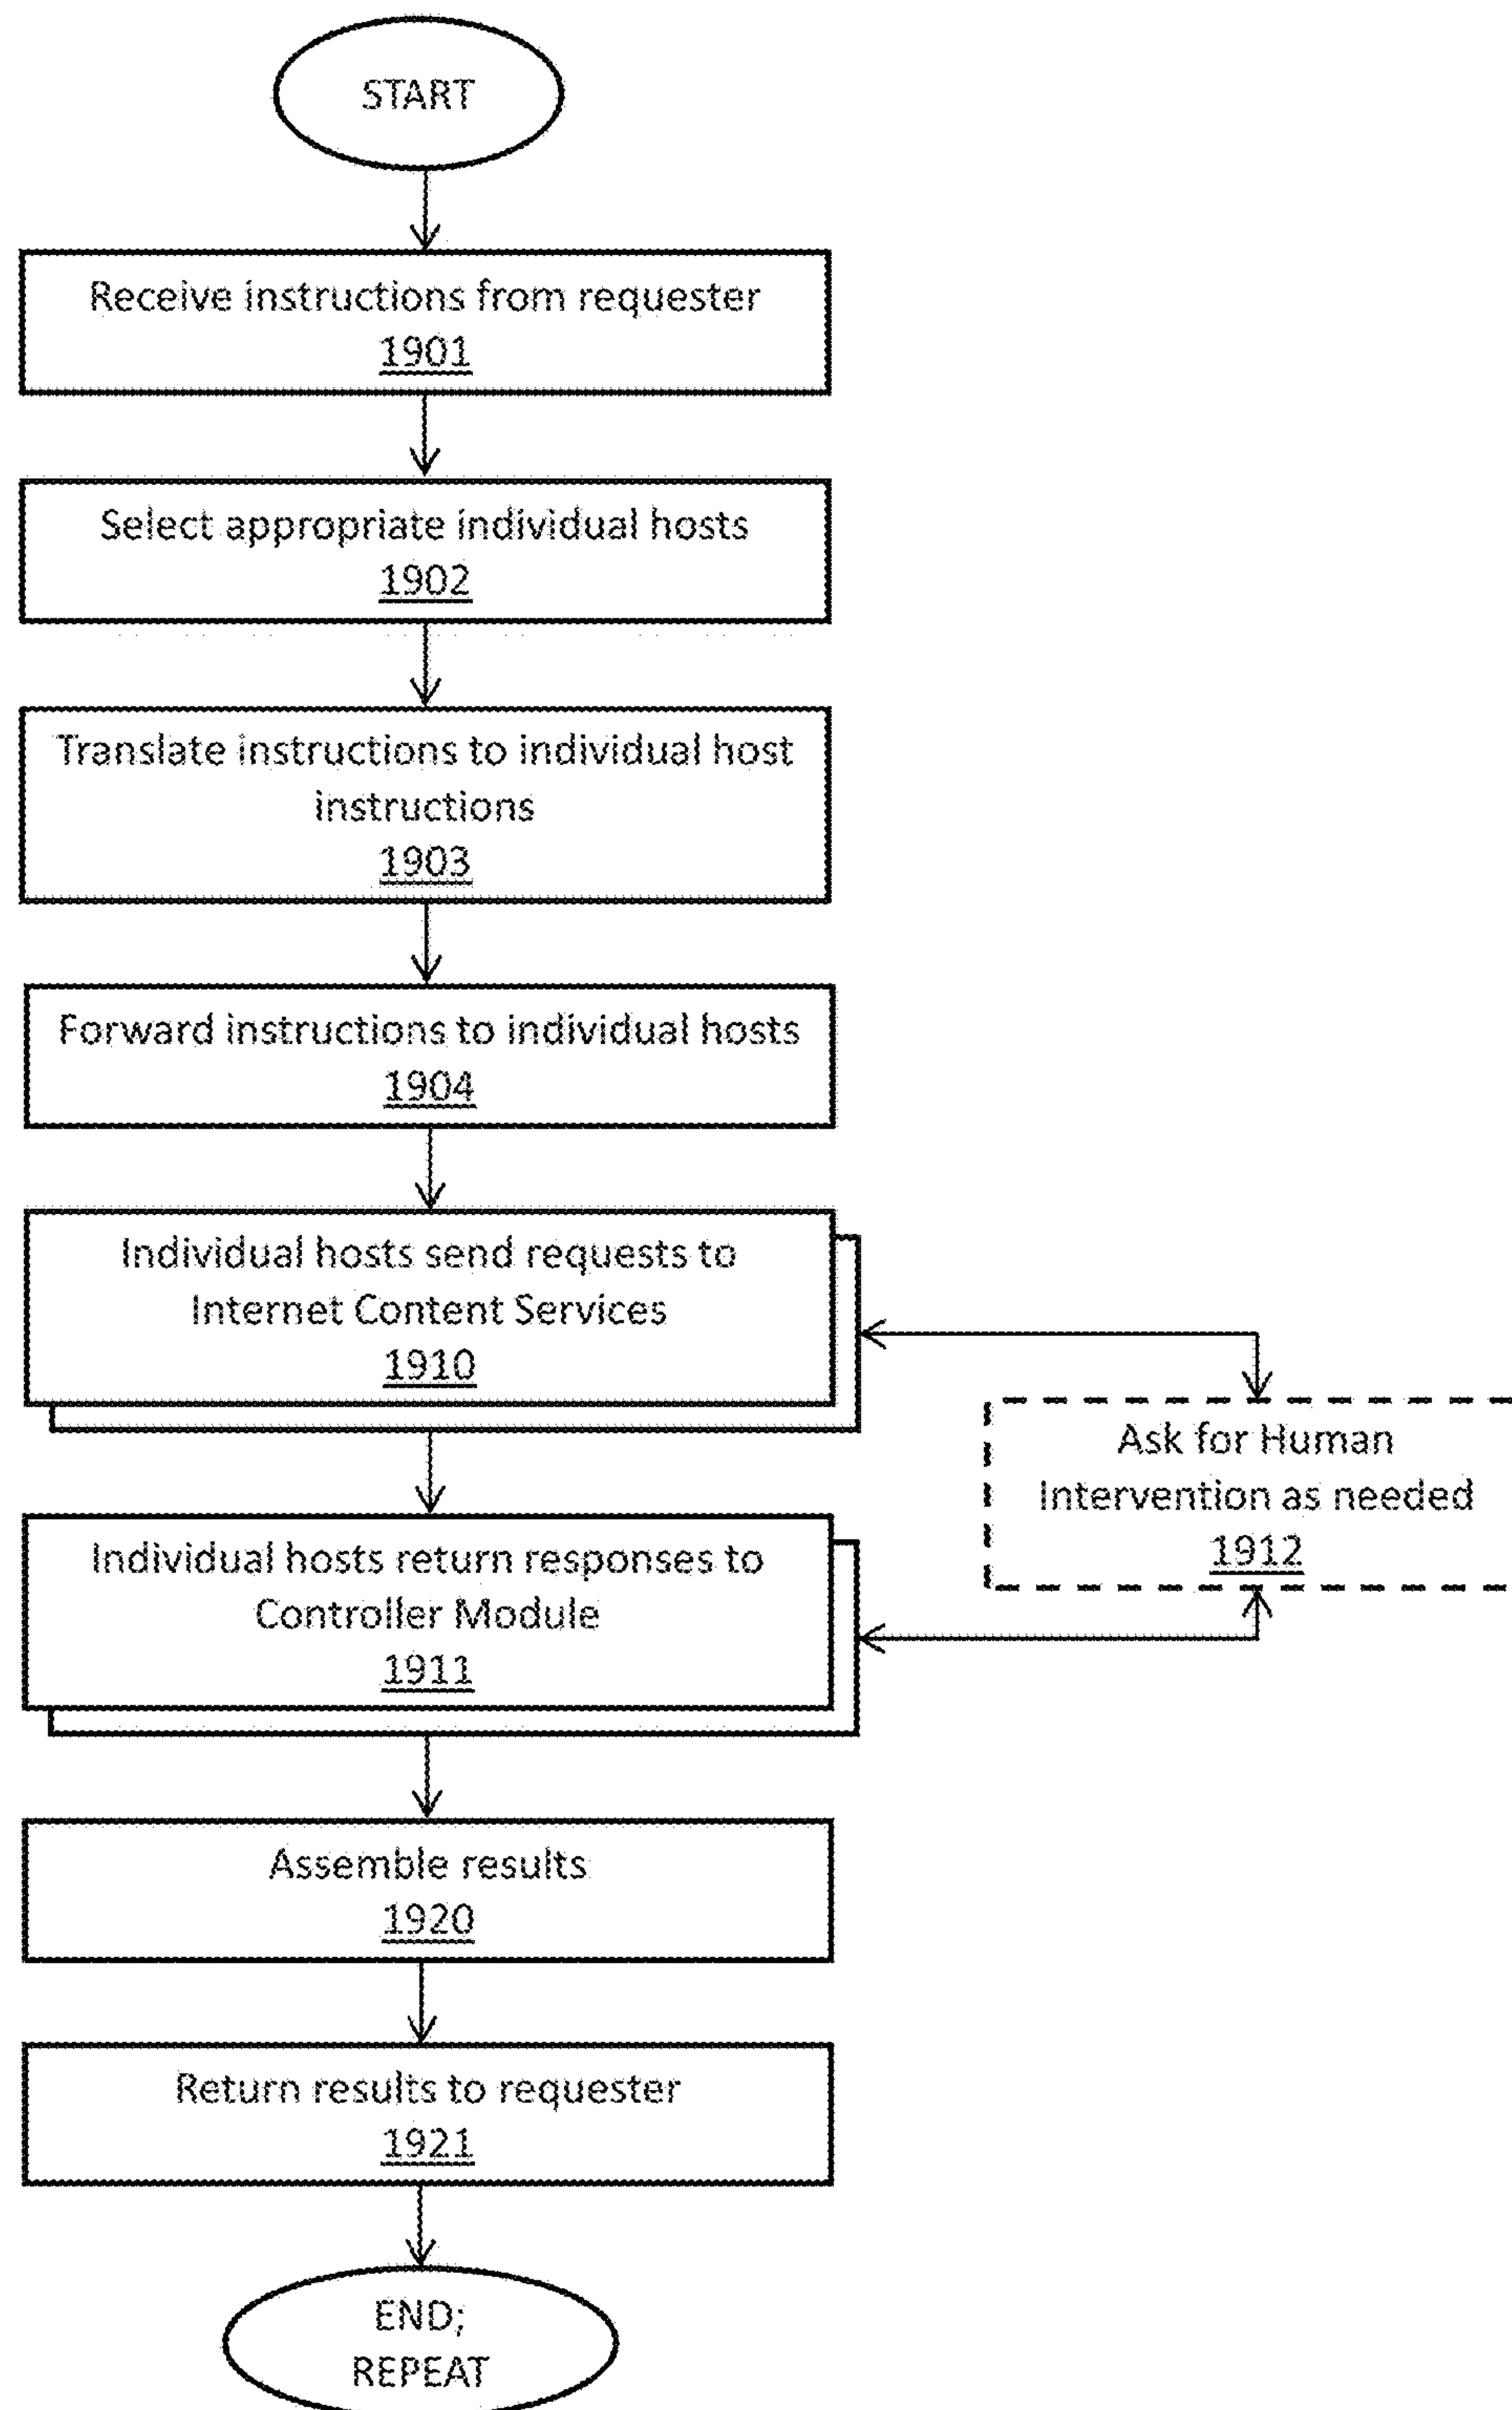 START
Receive instructions from requester
1901
Select appropriate individual hosts
1902
Translate instructions to individual host
instructions
1903
Forward instructions to individual hosts
1904
Individual hosts send requests to
Internet Content Services
1910
Ask for Human
Intervention as needed
1912
Individual hosts return responses to
Controller Module
1911
Assemble results
1920
Return results to requester
1921
END;
REPEAT